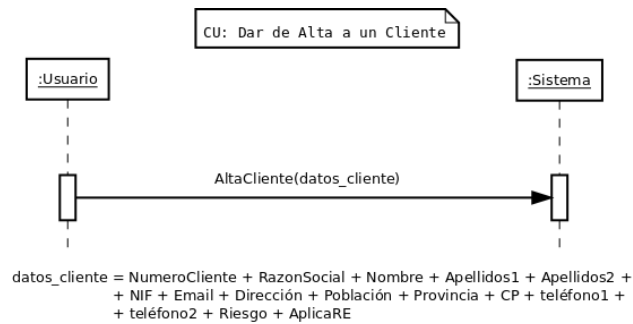 CU: Dar de Alta a un Cliente
:Usuario
:Sistema
AltaCliente(datos_cliente)
datos_cliente = NumeroCliente + RazonSocial + Nombre + Apellidos1 + Apellidos2 +
+ NIF + Email + Dirección + Población + Provincia + CP + teléfono1 +
+ teléfono2 + Riesgo + AplicaRE